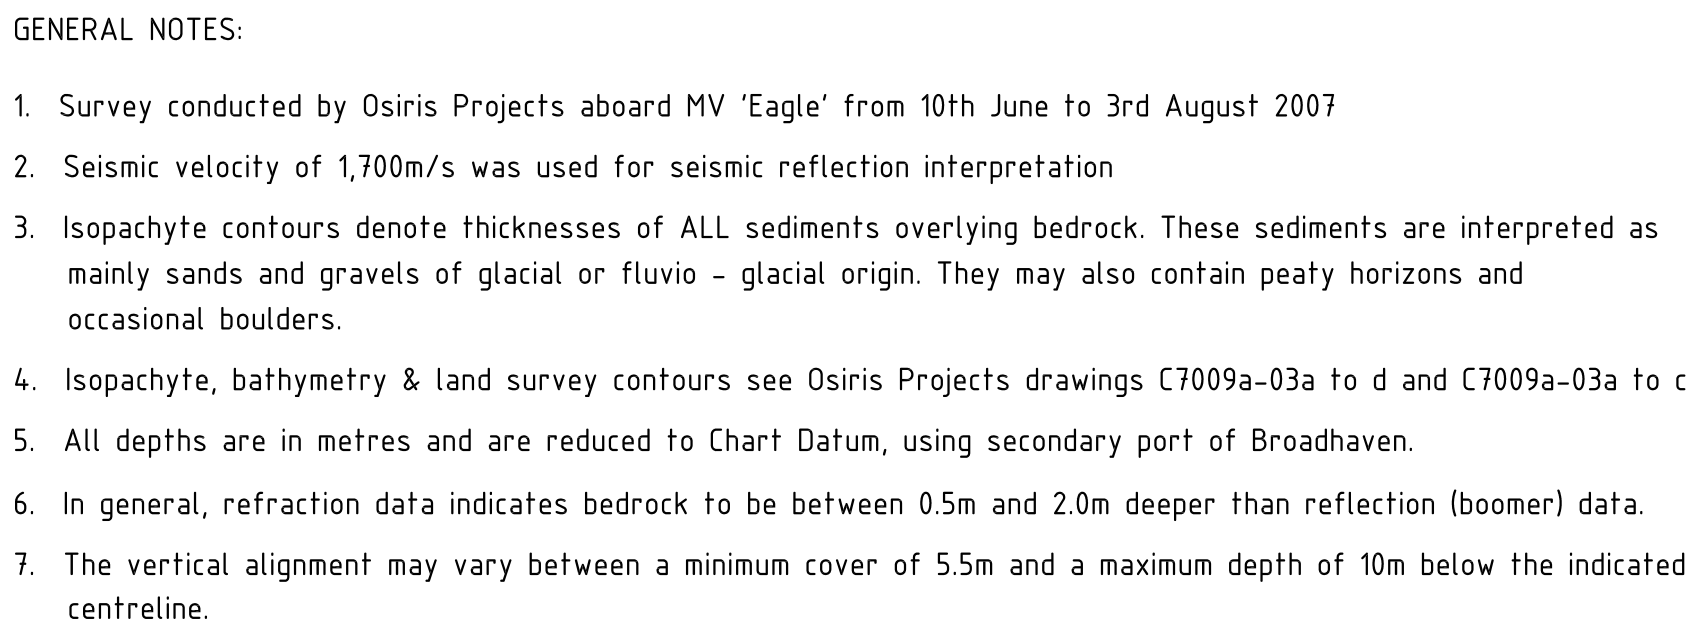 GENERAL NOTES:
1. Survey conducted by Osiris Projects aboard MV 'Eagle' from 10th June to 3rd August 2007
2. Seismic velocity of 1,700m/s was used for seismic reflection interpretation
3. Isopachyte contours denote thicknesses of ALL sediments overlying bedrock. These sediments are interpreted as
mainly sands and gravels of glacial or fluvio - glacial origin. They may also contain peaty horizons and
occasional boulders.
4. Isopachyte, bathymetry & land survey contours see Osiris Projects drawings C7009a-03a to d and C7009a-03a to c
5. All depths are in metres and are reduced to Chart Datum, using secondary port of Broadhaven.
6. In general, refraction data indicates bedrock to be between 0.5m and 2.0m deeper than reflection (boomer) data.
7. The vertical alignment may vary between a minimum cover of 5.5m and a maximum depth of 10m below the indicated
centreline.